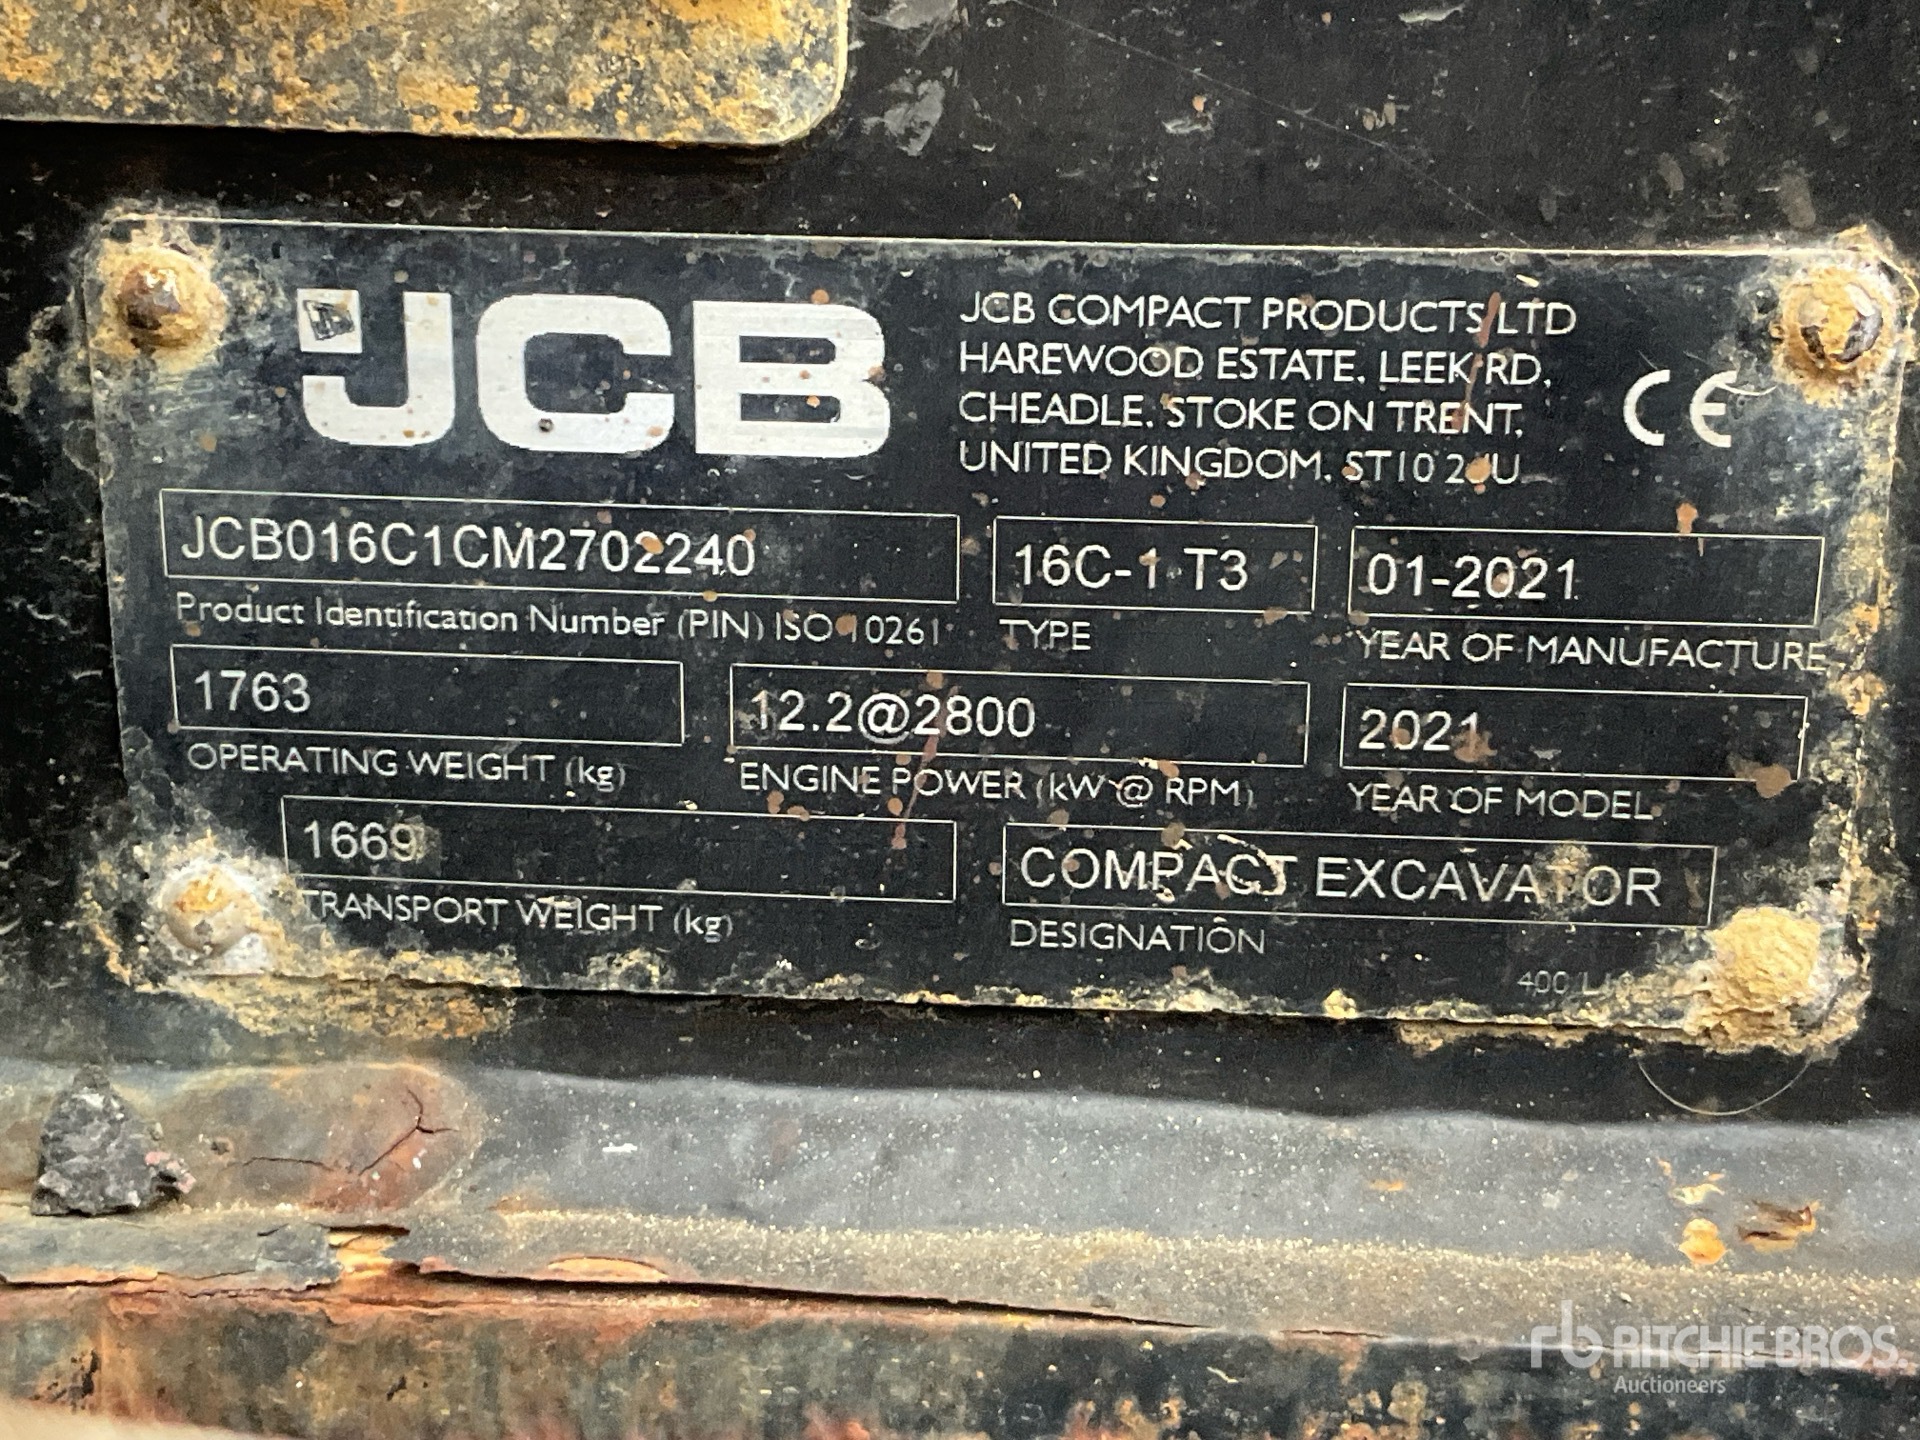 JCB
JCB COMPACT PRODUCTS LTD
HAREWOOD ESTATE, LEEK RD,
CHEADLE, STOKE ON TRENT,
UNITED KINGDOM, ST10 2JU
CE
JCB016C1CM2702240
Product Identification Number (PIN) ISO 10261
16C-1 T3
TYPE
01-2021
YEAR OF MANUFACTURE
1763
OPERATING WEIGHT (kg)
12.2@2800
ENGINE POWER (kW @ RPM)
2021
YEAR OF MODEL
1669
TRANSPORT WEIGHT (kg)
COMPACT EXCAVATOR
DESIGNATION
rb RITCHIE BROS.
Auctioneers